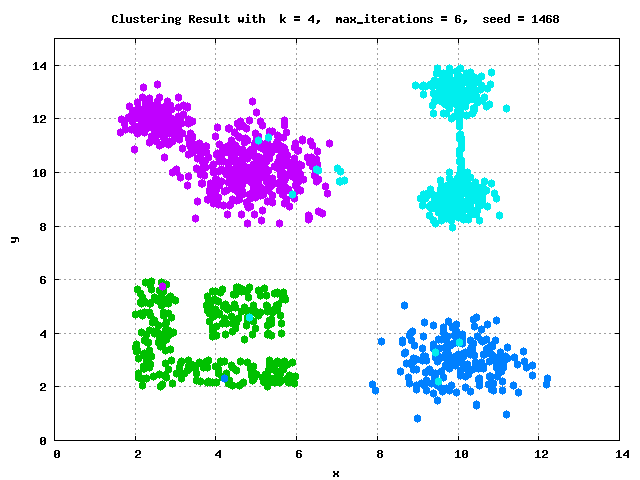 Clustering Result with  k = 4,  max_iterations = 6,  seed = 1468
14
12
10
8
6
4
2
0
y
0 2 4 6 8 10 12 14
x